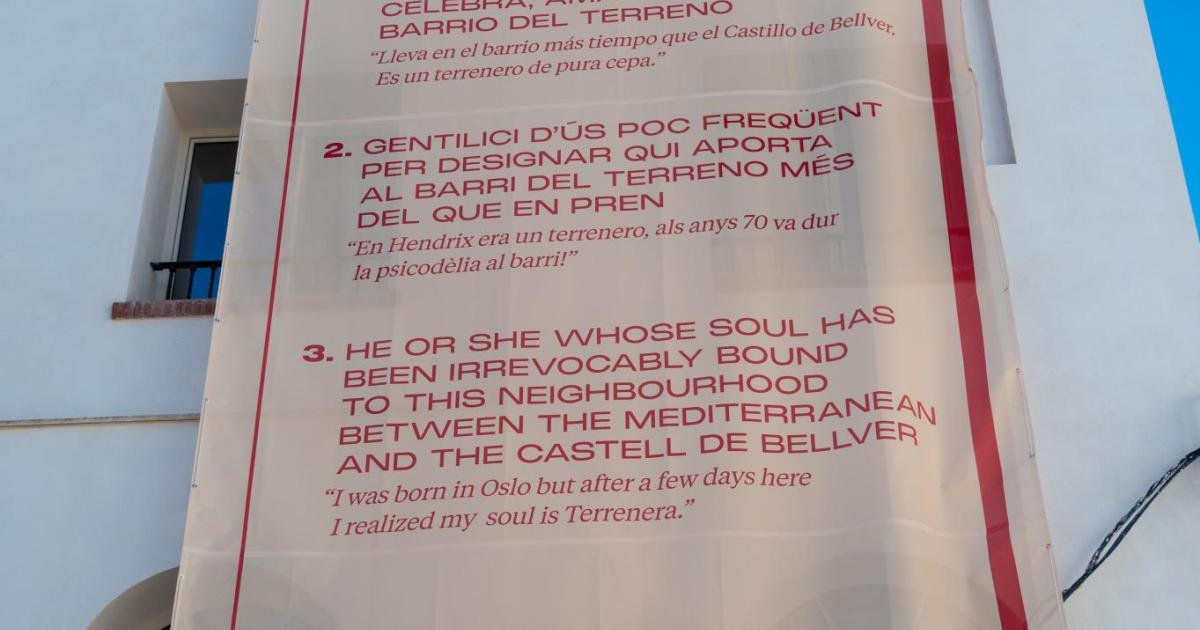 CELEBRA,
BARRIO DEL TERRENO
“Lleva en el barrio más tiempo que el Castillo de Bellver.
Es un terrenero de pura cepa.”
2. GENTILICI D’ÚS POC FREQÜENT
PER DESIGNAR QUI APORTA
AL BARRI DEL TERRENO MÉS
DEL QUE EN PREN
“En Hendrix era un terrenero, als anys 70 va dur
la psicodèlia al barri!”
3. HE OR SHE WHOSE SOUL HAS
BEEN IRREVOCABLY BOUND
TO THIS NEIGHBOURHOOD
BETWEEN THE MEDITERRANEAN
AND THE CASTELL DE BELLVER
“I was born in Oslo but after a few days here
I realized my soul is Terrenera.”